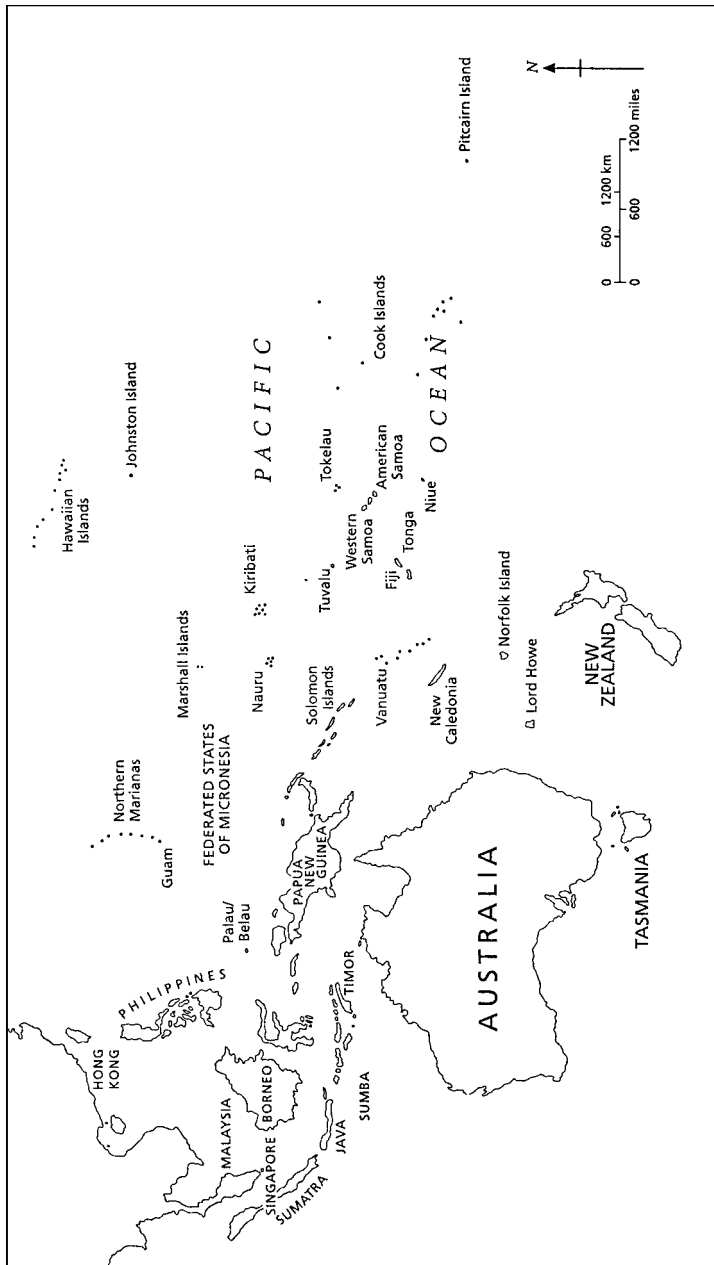 Hawaiian
Islands
Johnston Island
Northern
Marianas
Guam
Marshall Islands
FEDERATED STATES
OF MICRONESIA
PHILIPPINES
HONG
KONG
Palau/
Belau
Nauru
Kiribati
PACIFIC
MALAYSIA
SINGAPORE
BORNEO
SUMATRA
JAVA
SUMBA
TIMOR
PAPUA
NEW
GUINEA
Solomon
Islands
Tuvalu
Tokelau
Western
Samoa
American
Samoa
Cook Islands
Vanuatu
Fiji
Tonga
Niué
OCEAN
New
Caledonia
Norfolk Island
Lord Howe
Pitcairn Island
AUSTRALIA
TASMANIA
NEW
ZEALAND
N
0 600 1200 km
0 600 1200 miles